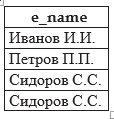 e_name
Иванов И.И.
Петров П.П.
Сидоров С.С.
Сидоров С.С.